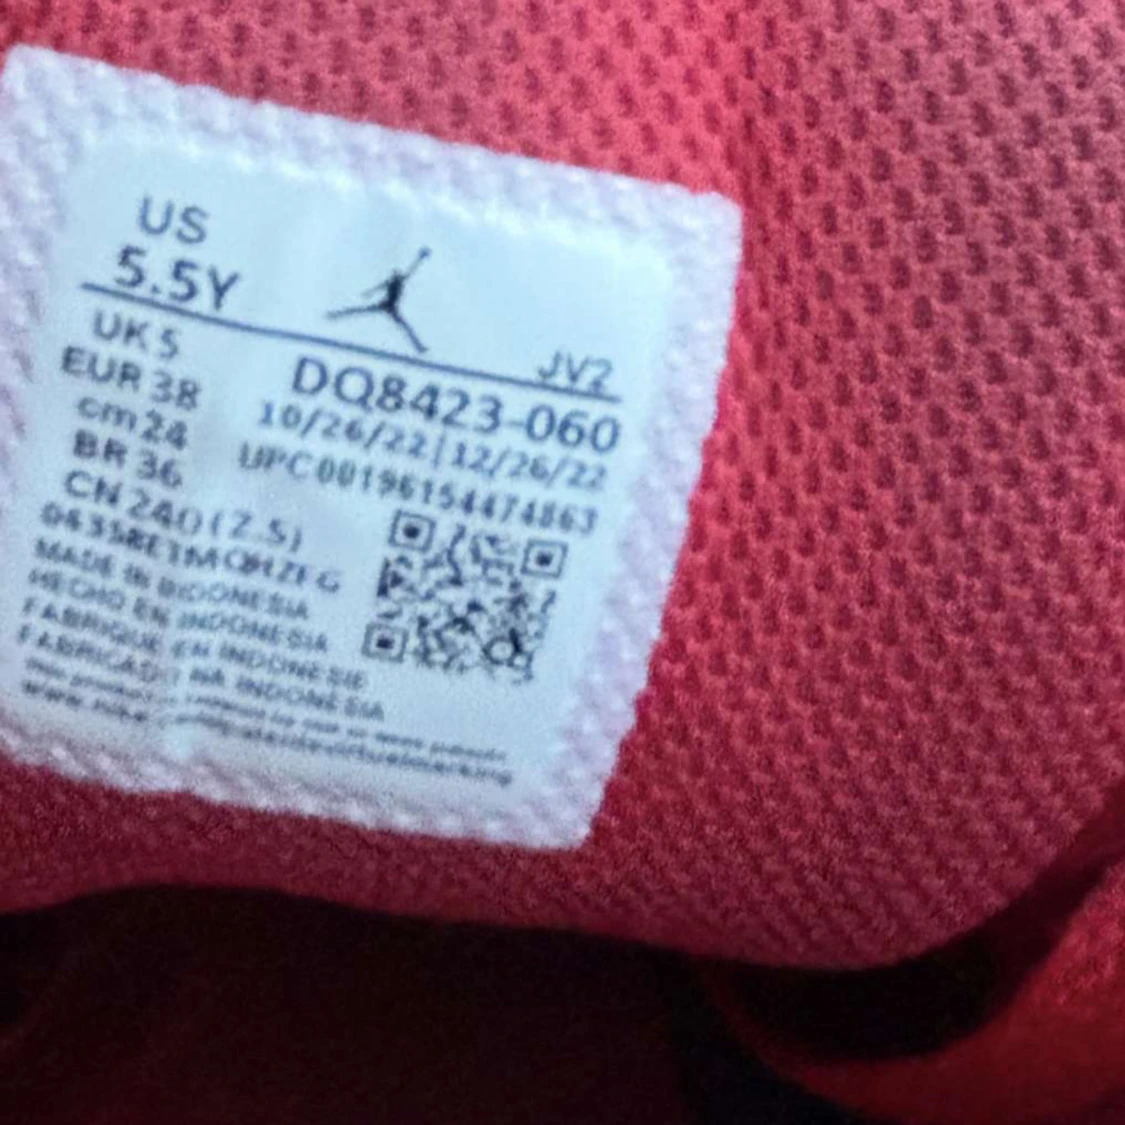 US
5.5Y
JV2
UK 5
EUR 38
cm 24
BR 36
CN 240 (2.5)
DQ8423-060
10/26/22 | 12/26/22
UPC 00196154474863
MADE IN INDONESIA
HECHO EN INDONESIA
FABRIQUE EN INDONESIE
FABRICADO NA INDONESIA